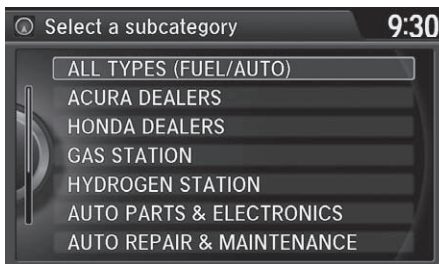 Select a subcategory 9:30
ALL TYPES (FUEL/AUTO)
ACURA DEALERS
HONDA DEALERS
GAS STATION
HYDROGEN STATION
AUTO PARTS & ELECTRONICS
AUTO REPAIR & MAINTENANCE